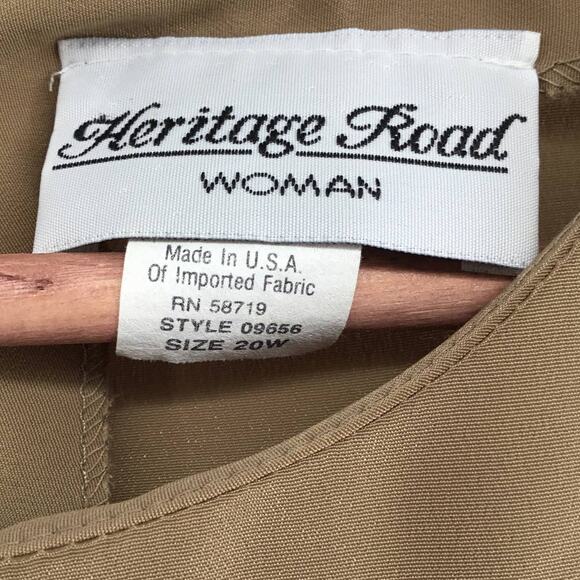 Heritage Road
WOMAN
Made In U.S.A.
Of Imported Fabric
RN 58719
STYLE 09656
SIZE 20W